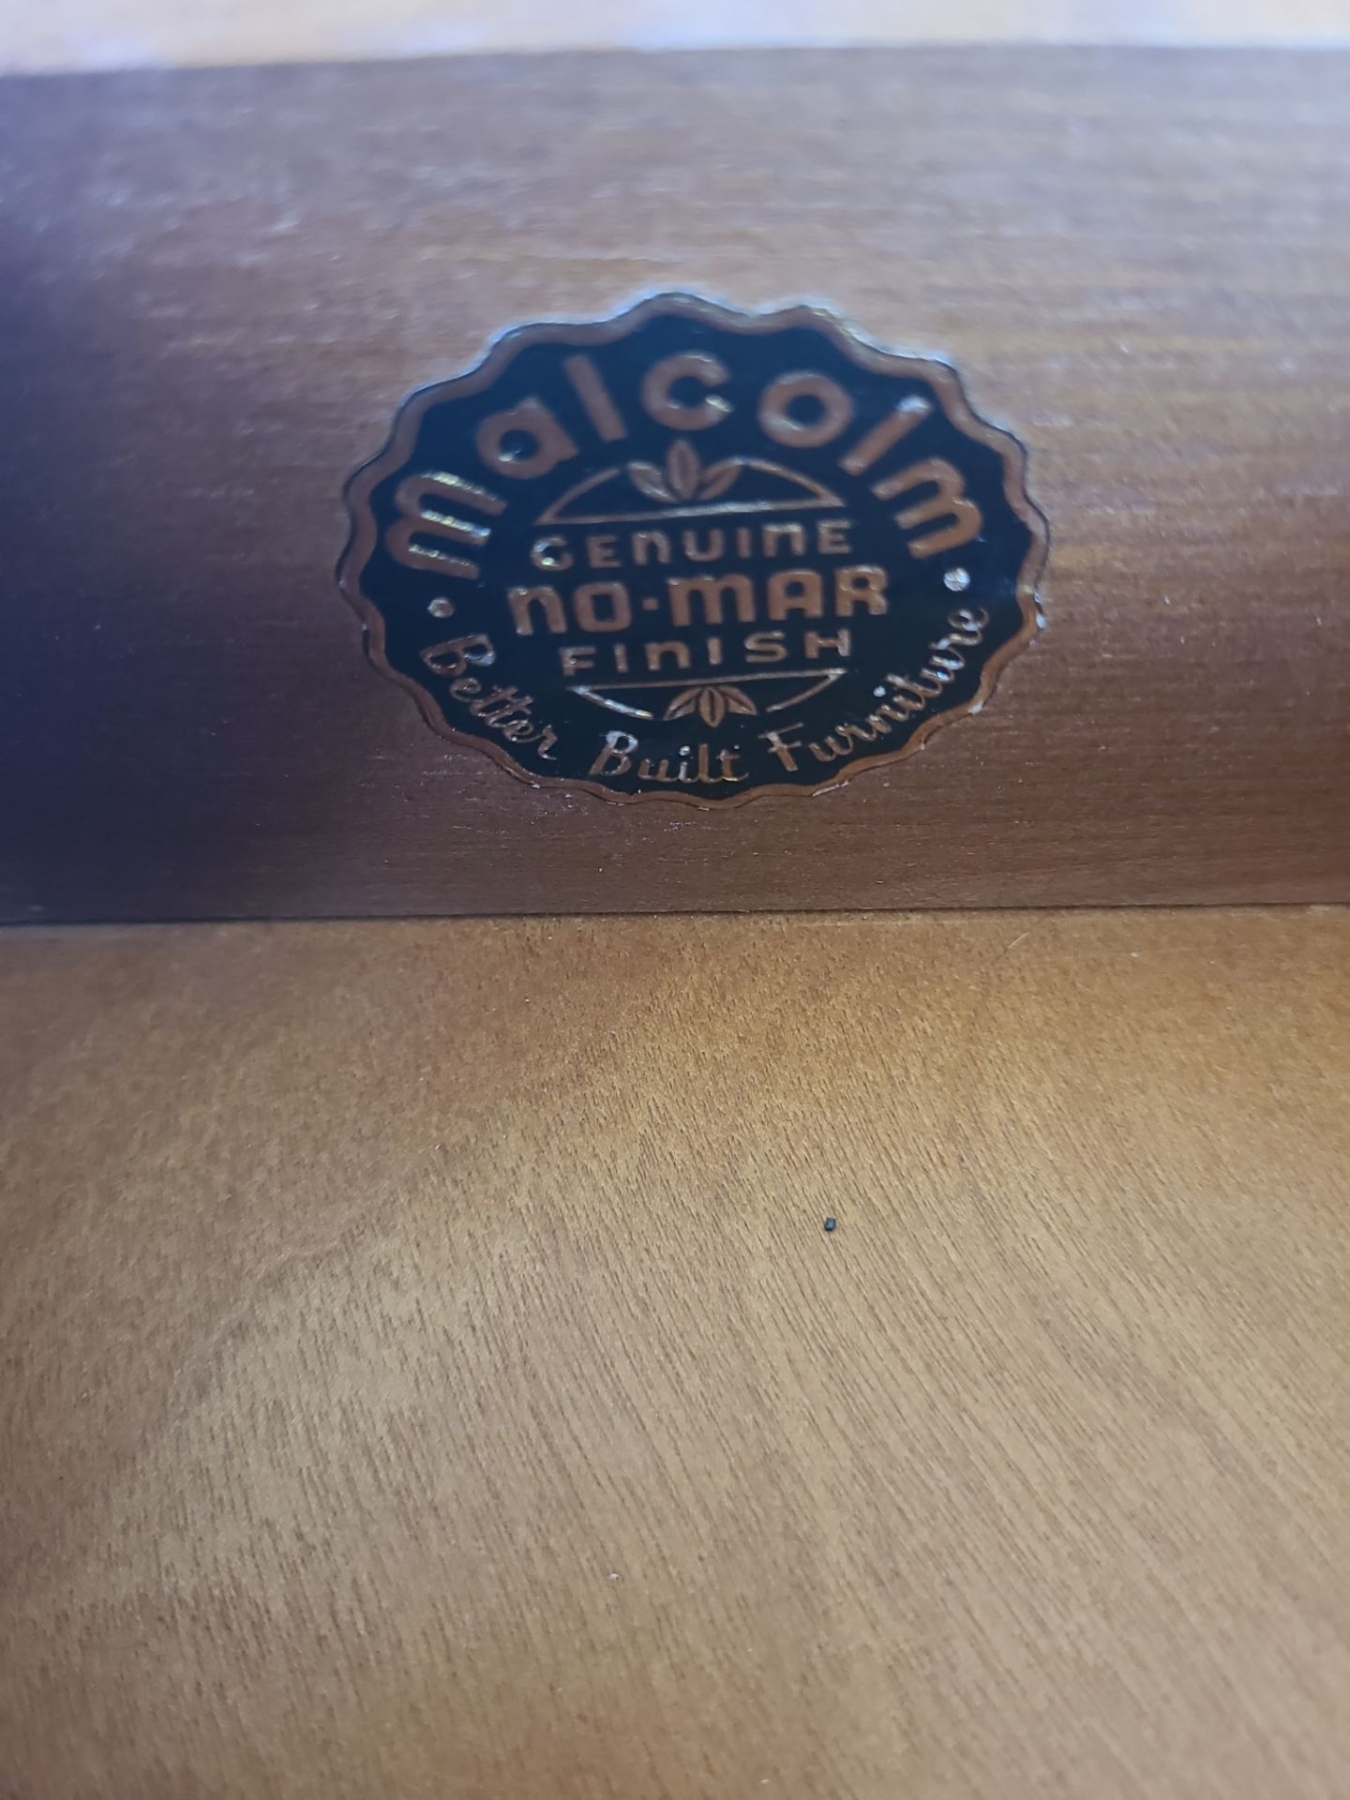 malcolm
GENUINE
NO-MAR
FINISH
Better Built Furniture